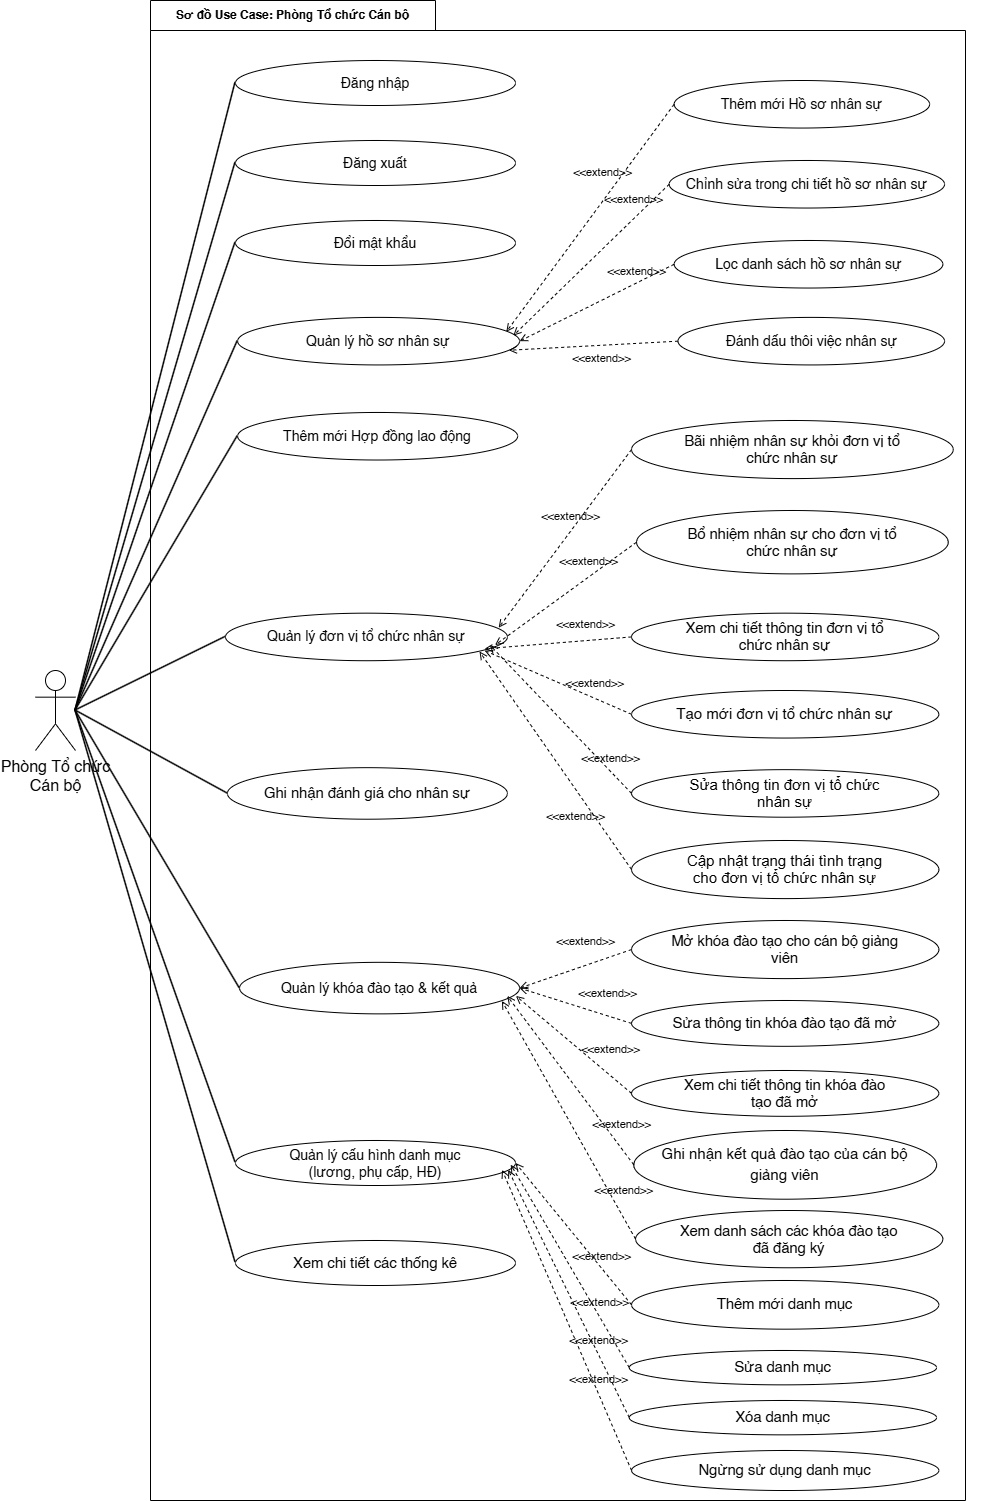 Sơ đồ Use Case: Phòng Tổ chức Cán bộ
Đăng nhập
Đăng xuất
Đổi mật khẩu
Quản lý hồ sơ nhân sự
Thêm mới Hồ sơ nhân sự
<<extend>>
Chỉnh sửa trong chi tiết hồ sơ nhân sự
<<extend>>
Lọc danh sách hồ sơ nhân sự
<<extend>>
Đánh dấu thôi việc nhân sự
<<extend>>
Thêm mới Hợp đồng lao động
Quản lý đơn vị tổ chức nhân sự
Bãi nhiệm nhân sự khỏi đơn vị tổ
chức nhân sự
<<extend>>
Bổ nhiệm nhân sự cho đơn vị tổ
chức nhân sự
<<extend>>
Xem chi tiết thông tin đơn vị tổ
chức nhân sự
<<extend>>
Tạo mới đơn vị tổ chức nhân sự
<<extend>>
Sửa thông tin đơn vị tổ chức
nhân sự
<<extend>>
Cập nhật trạng thái tình trạng
cho đơn vị tổ chức nhân sự
<<extend>>
Phòng Tổ chức
Cán bộ
Ghi nhận đánh giá cho nhân sự
Quản lý khóa đào tạo & kết quả
Mở khóa đào tạo cho cán bộ giảng
viên
<<extend>>
Sửa thông tin khóa đào tạo đã mở
<<extend>>
Xem chi tiết thông tin khóa đào
tạo đã mở
<<extend>>
Ghi nhận kết quả đào tạo của cán bộ
giảng viên
<<extend>>
Xem danh sách các khóa đào tạo
đã đăng ký
<<extend>>
Quản lý cấu hình danh mục
(lương, phụ cấp, HĐ)
Thêm mới danh mục
<<extend>>
Sửa danh mục
<<extend>>
Xóa danh mục
<<extend>>
Ngừng sử dụng danh mục
<<extend>>
Xem chi tiết các thống kê